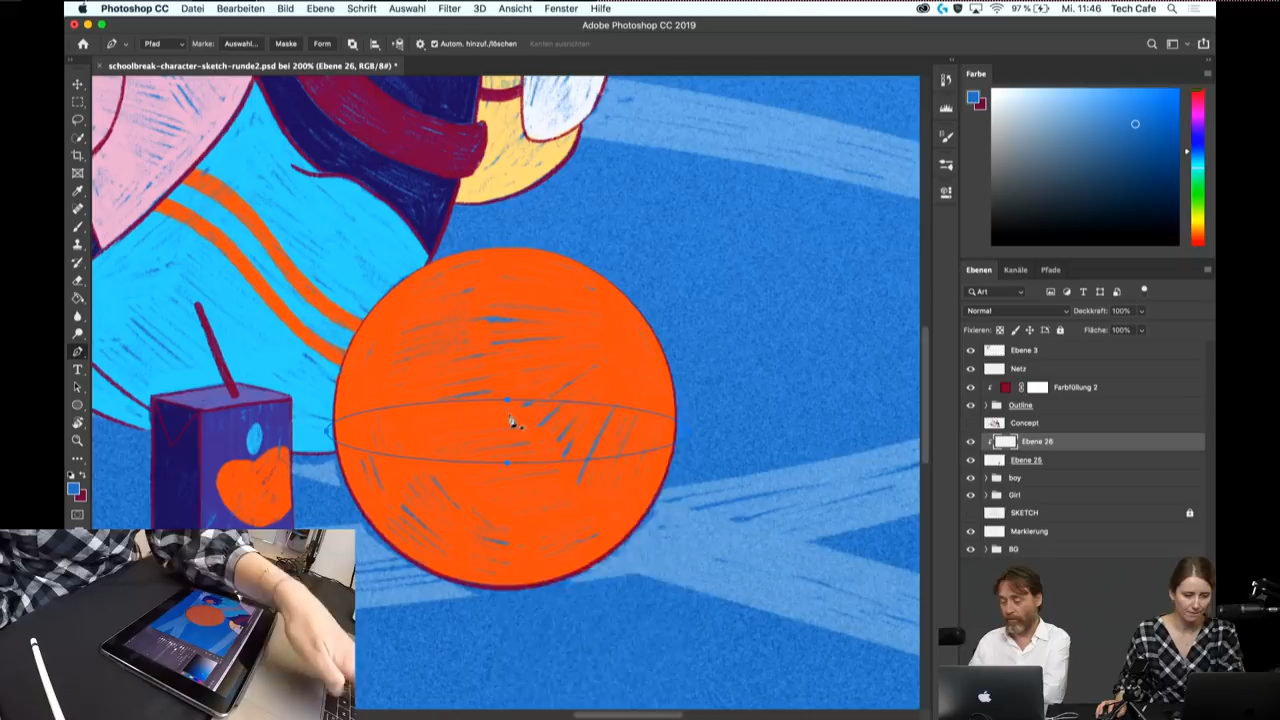 Photoshop CC Datei Bearbeiten Bild Ebene Schrift Auswahl Filter 3D Ansicht Fenster Hilfe 97 % Mi. 11:46 Tech Cafe
Adobe Photoshop CC 2019
Pfad Marke: Auswahl... Maske Form Autom. hinzuf./löschen Kanten ausrichten
schoolbreak-character-sketch-runde2.psd bei 200% (Ebene 26, RGB/8#) *
Farbe
Ebenen Kanäle Pfade
Art
Normal Deckkraft: 100%
Fixieren: Fläche: 100%
Ebene 3
Netz
Farbfüllung 2
Outline
Concept
Ebene 26
Ebene 25
boy
Girl
SKETCH
Markierung
BG